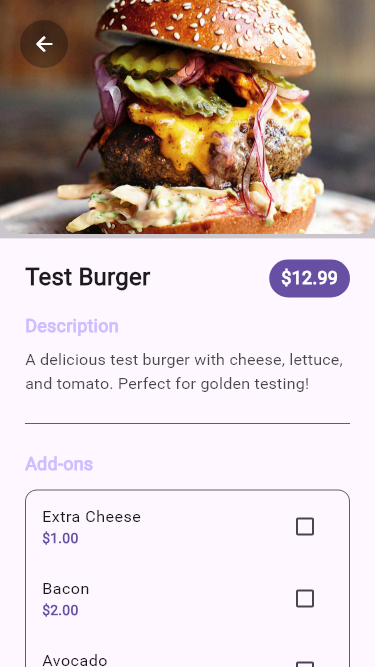 Test Burger
$12.99
Description
A delicious test burger with cheese, lettuce,
and tomato. Perfect for golden testing!
Add-ons
Extra Cheese
$1.00
Bacon
$2.00
Avocado